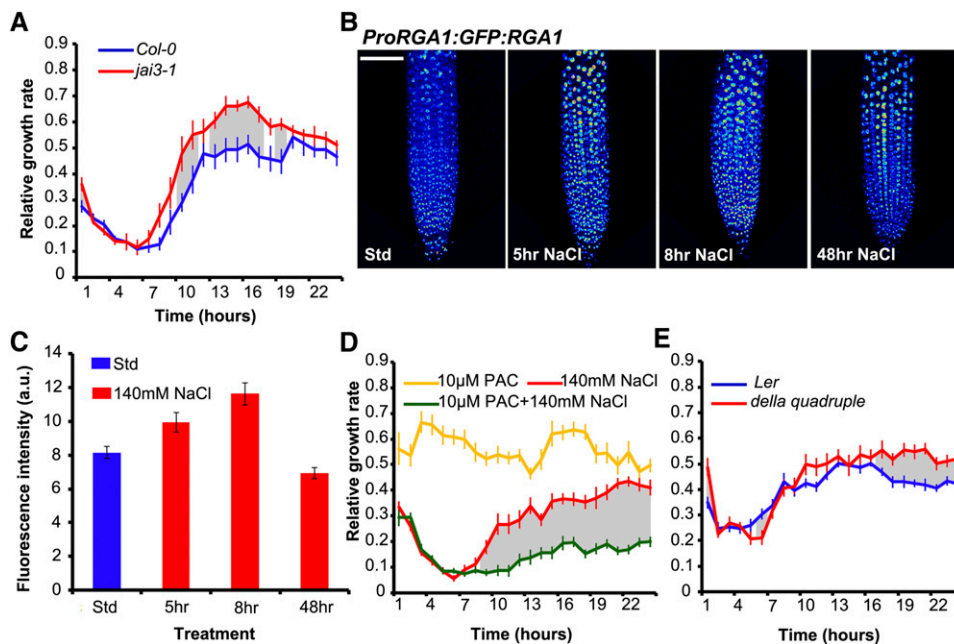 A
Col-0
jai3-1
Relative growth rate
0.9
0.8
0.7
0.6
0.5
0.4
0.3
0.2
0.1
0
1 4 7 10 13 16 19 22
Time (hours)
B
ProRGA1:GFP:RGA1
Std
5hr NaCl
8hr NaCl
48hr NaCl
C
Std
140mM NaCl
Fluorescence intensity (a.u.)
14
12
10
8
6
4
2
0
Std 5hr 8hr 48hr
Treatment
D
10µM PAC 140mM NaCl
10µM PAC+140mM NaCl
Relative growth rate
0.9
0.8
0.7
0.6
0.5
0.4
0.3
0.2
0.1
0
1 4 7 10 13 16 19 22
Time (hours)
E
Ler
della quadruple
0.9
0.8
0.7
0.6
0.5
0.4
0.3
0.2
0.1
0
1 4 7 10 13 16 19 22
Time (hours)